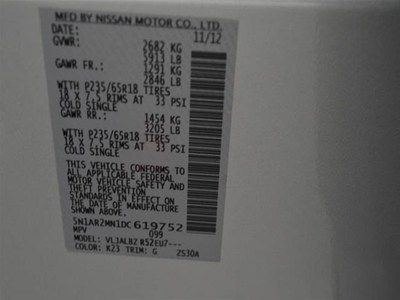 MFD BY NISSAN MOTOR CO., LTD.
11/12
GVWR: 2682 KG
5913 LB
GAWR FR.: 1291 KG
2846 LB
WITH P235/65R18 TIRES
18 X 7.5 RIMS AT 33 PSI
COLD SINGLE
GAWR RR.: 1454 KG
3205 LB
WITH P235/65R18 TIRES
18 X 7.5 RIMS AT 33 PSI
COLD SINGLE
THIS VEHICLE CONFORMS TO
ALL APPLICABLE FEDERAL
MOTOR VEHICLE SAFETY
AND THEFT PREVENTION
STANDARDS IN EFFECT ON
THE DATE OF MANUFACTURE
SHOWN ABOVE.
5N1AR2MN1DC619752
MPV 099
MODEL: VLJALBZ R52EU7---
COLOR: K23 TRIM: G ZS30A